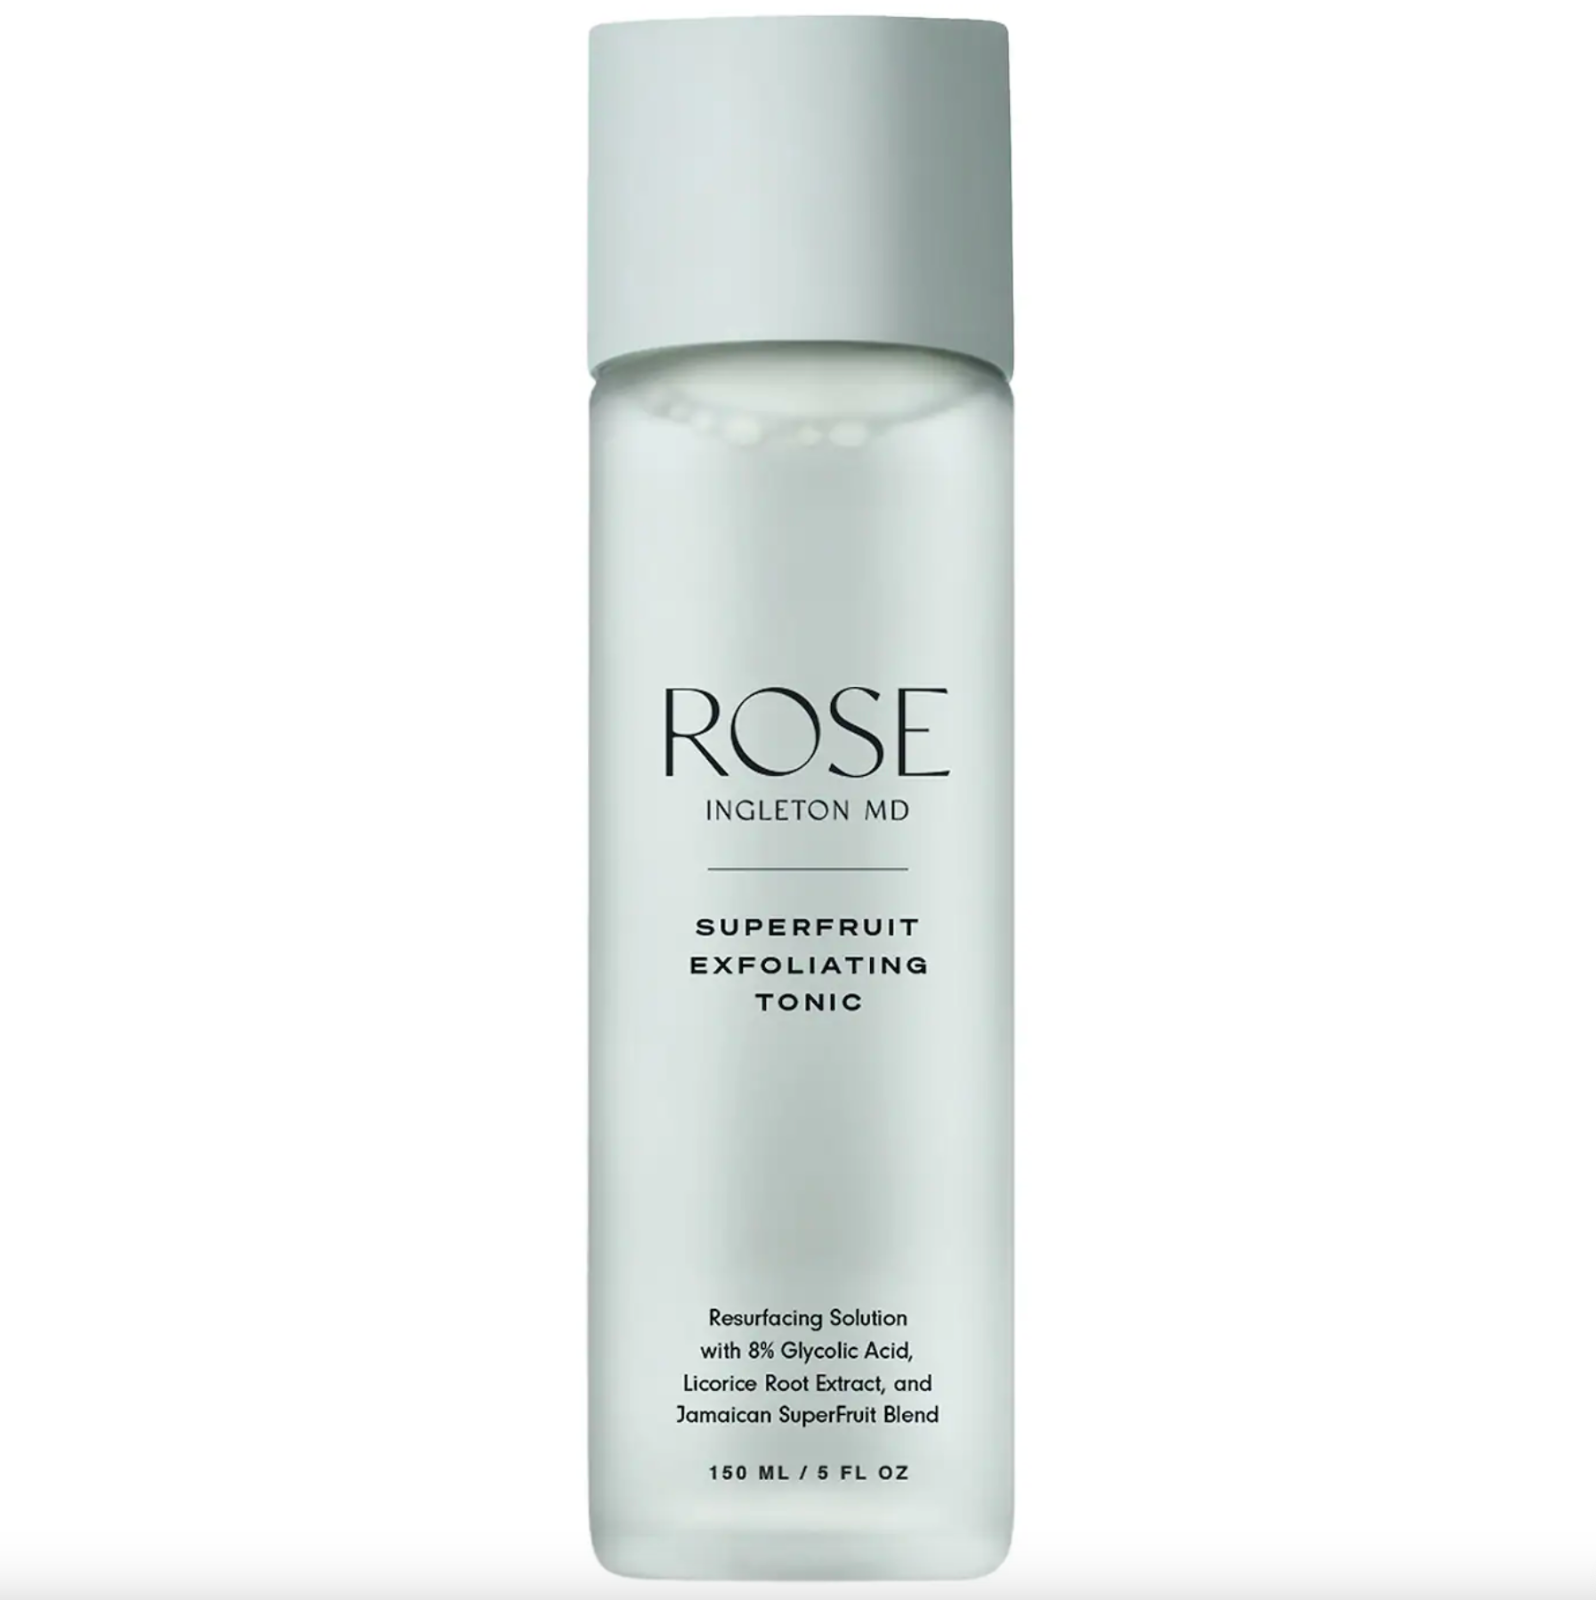 ROSE
INGLETON MD
SUPERFRUIT
EXFOLIATING
TONIC
Resurfacing Solution
with 8% Glycolic Acid,
Licorice Root Extract, and
Jamaican SuperFruit Blend
150 ML / 5 FL OZ